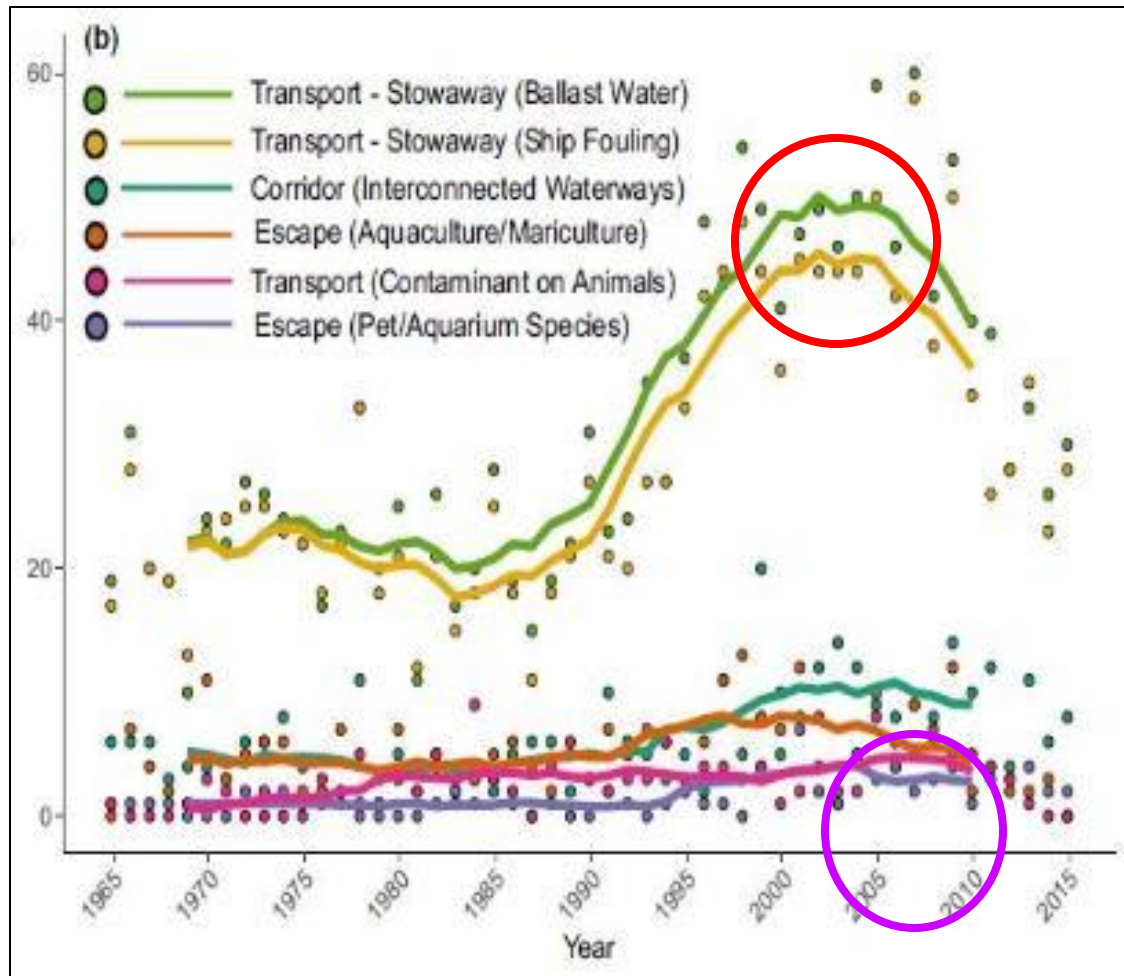 (b)
Transport - Stowaway (Ballast Water)
Transport - Stowaway (Ship Fouling)
Corridor (Interconnected Waterways)
Escape (Aquaculture/Mariculture)
Transport (Contaminant on Animals)
Escape (Pet/Aquarium Species)
60
40
20
0
1965 1970 1975 1980 1985 1990 1995 2000 2005 2010 2015
Year